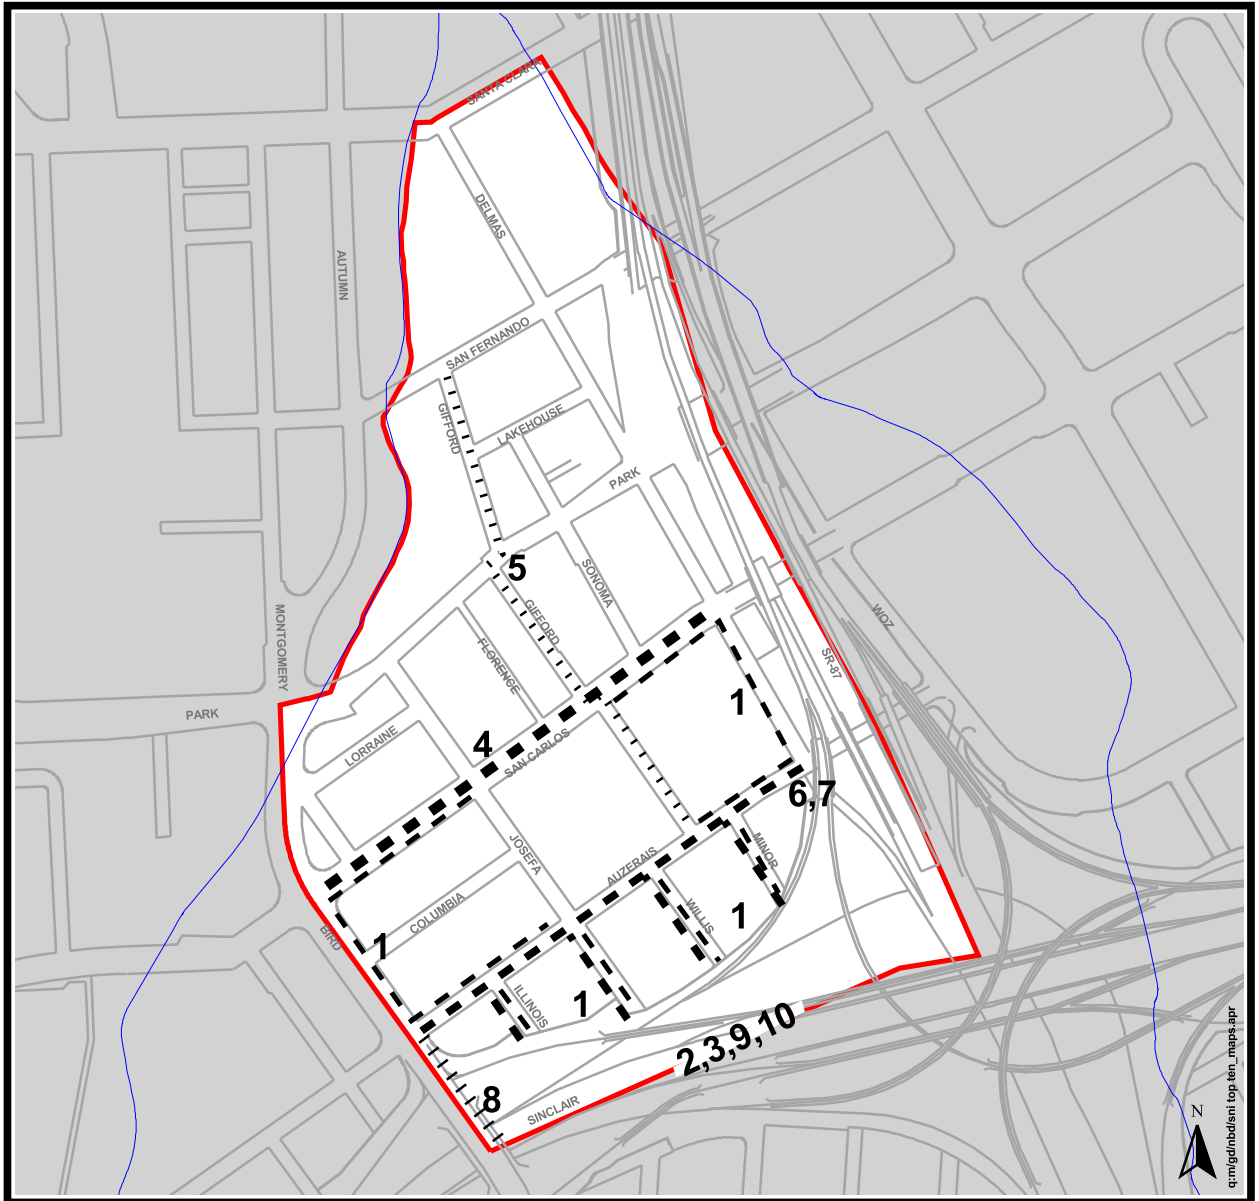 SANTA CLARA
DELMAS
AUTUMN
SAN FERNANDO
GIFFORD
LAKEHOUSE
PARK
5
SONOMA
GIFFORD
MONTGOMERY
FLORENCE
WOZ
SR-87
PARK
1
LORRAINE
4
SAN CARLOS
6,7
JOSEFA
MINOR
AUZERAIS
COLUMBIA
WILLIS
1
BIRD
1
ILLINOIS
1
2,3,9,10
8
SINCLAIR
N
q:m/gd/nbd/sni top ten_maps.apr